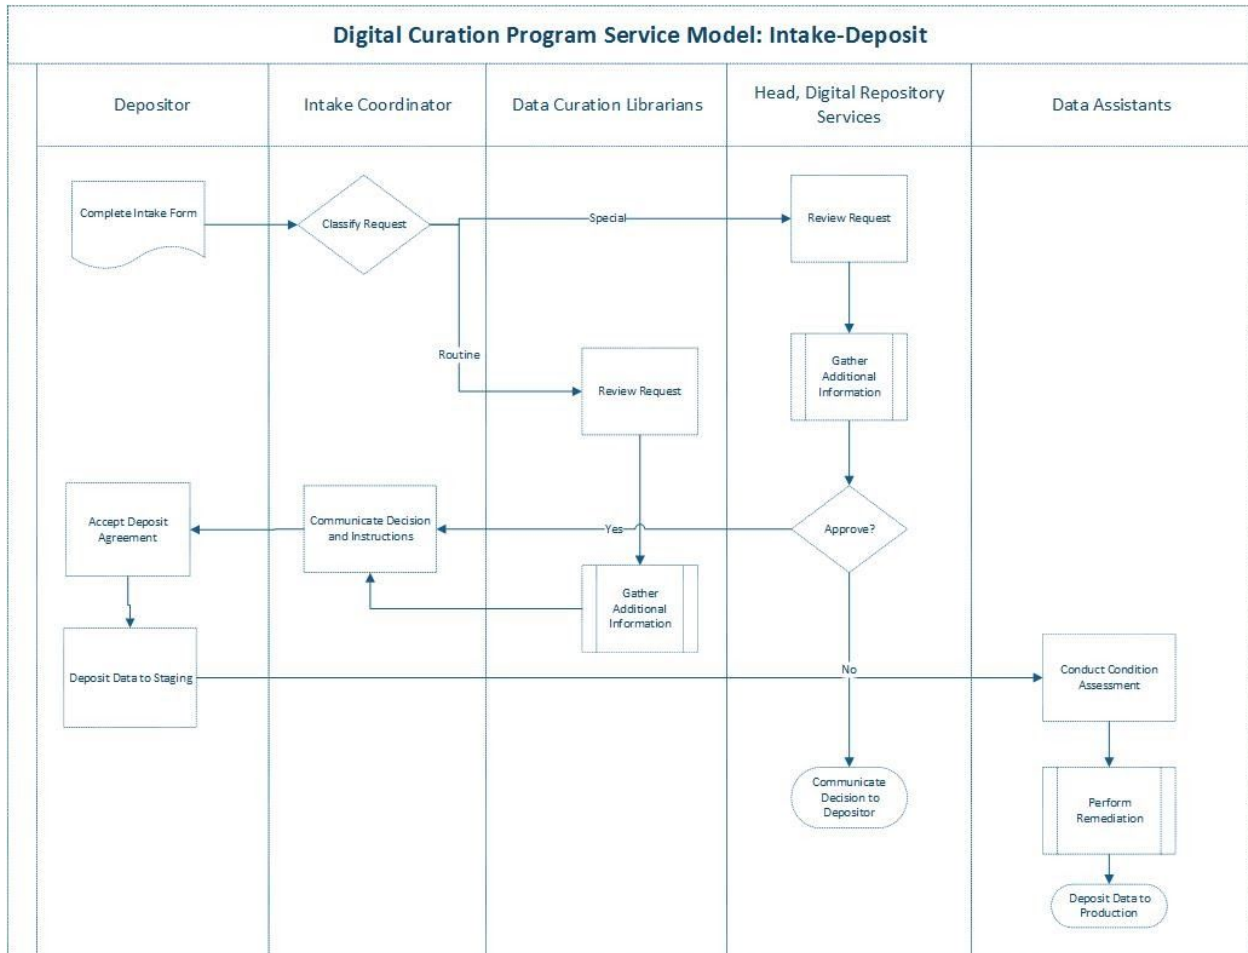 Digital Curation Program Service Model: Intake-Deposit
Depositor
Intake Coordinator
Data Curation Librarians
Head, Digital Repository
Services
Data Assistants
Complete Intake Form
Classify Request
Special
Review Request
Routine
Review Request
Gather
Additional
Information
Accept Deposit
Agreement
Communicate Decision
and Instructions
Yes
Approve?
Gather
Additional
Information
Deposit Data to Staging
No
Conduct Condition
Assessment
Communicate
Decision to
Depositor
Perform
Remediation
Deposit Data to
Production